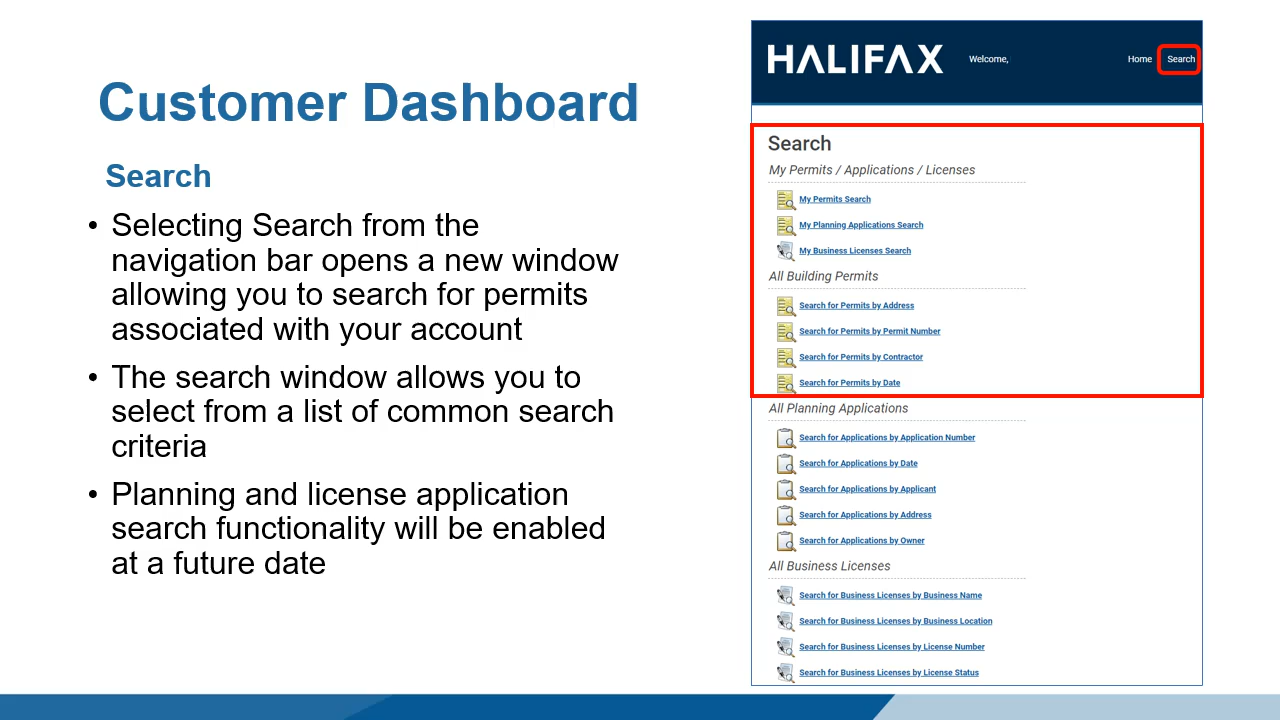 Customer Dashboard
Search
• Selecting Search from the
navigation bar opens a new window
allowing you to search for permits
associated with your account
• The search window allows you to
select from a list of common search
criteria
• Planning and license application
search functionality will be enabled
at a future date
HALIFAX
Welcome,
Home Search
Search
My Permits / Applications / Licenses
My Permits Search
My Planning Applications Search
My Business Licenses Search
All Building Permits
Search for Permits by Address
Search for Permits by Permit Number
Search for Permits by Contractor
Search for Permits by Date
All Planning Applications
Search for Applications by Application Number
Search for Applications by Date
Search for Applications by Applicant
Search for Applications by Address
Search for Applications by Owner
All Business Licenses
Search for Business Licenses by Business Name
Search for Business Licenses by Business Location
Search for Business Licenses by License Number
Search for Business Licenses by License Status